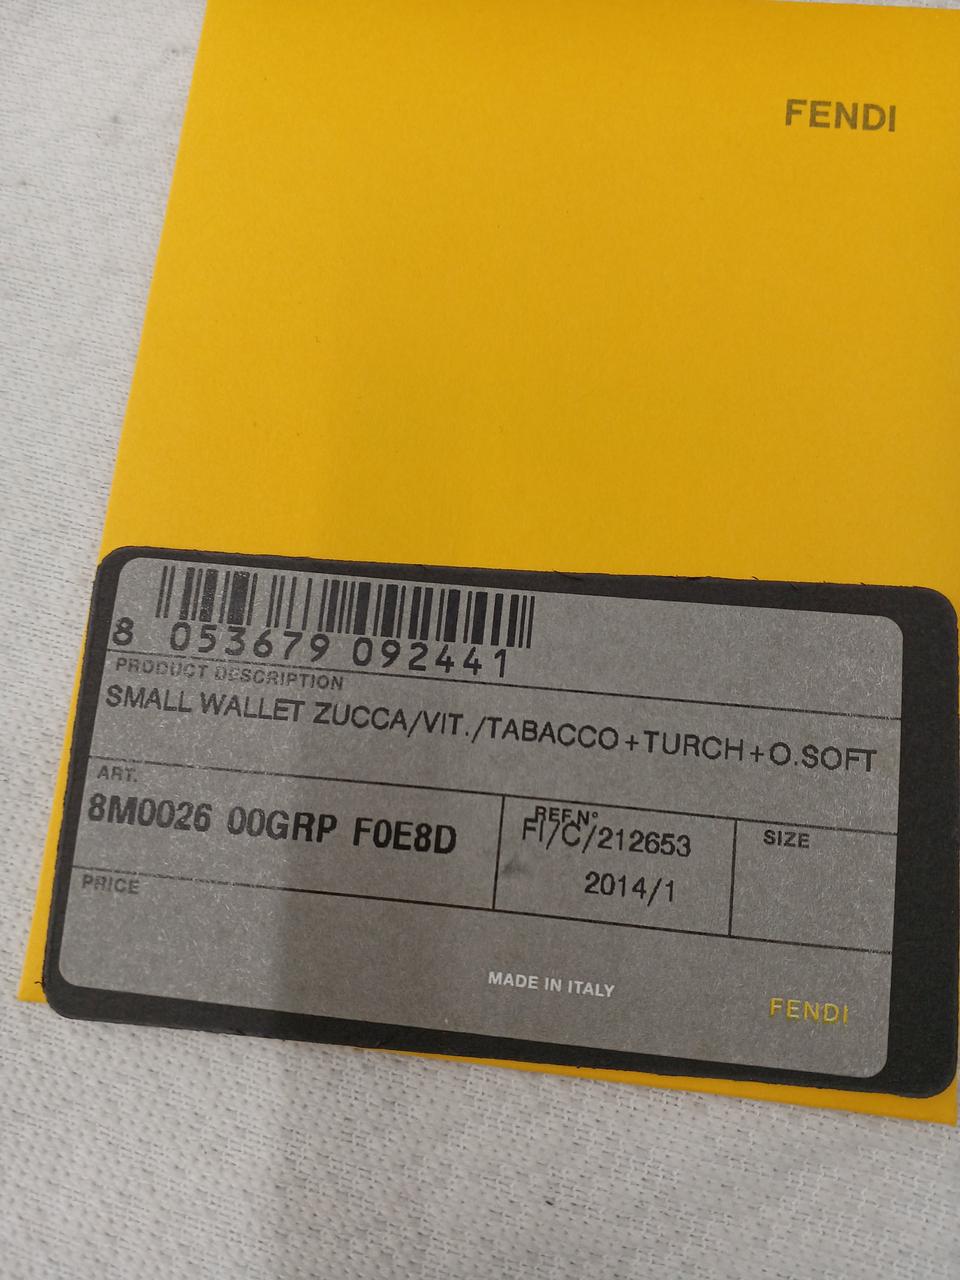 FENDI
8 053679 092441
PRODUCT DESCRIPTION
SMALL WALLET ZUCCA/VIT./TABACCO+TURCH+O.SOFT
ART.
8M0026 00GRP F0E8D
REF.N°
FI/C/212653
2014/1
SIZE
PRICE
MADE IN ITALY
FENDI